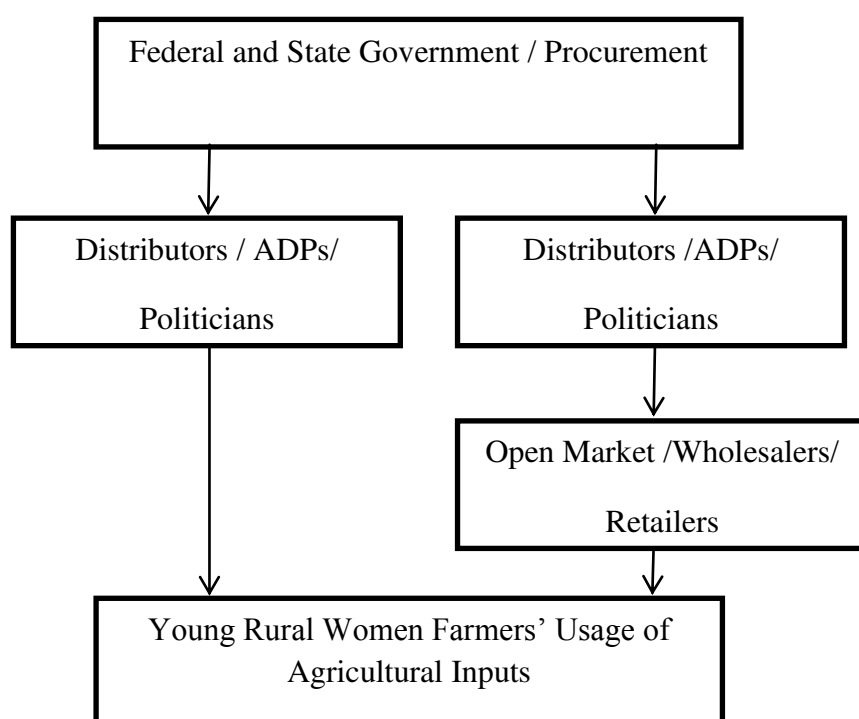 Federal and State Government / Procurement
Distributors / ADPs/
Politicians
Distributors /ADPs/
Politicians
Open Market /Wholesalers/
Retailers
Young Rural Women Farmers’ Usage of
Agricultural Inputs